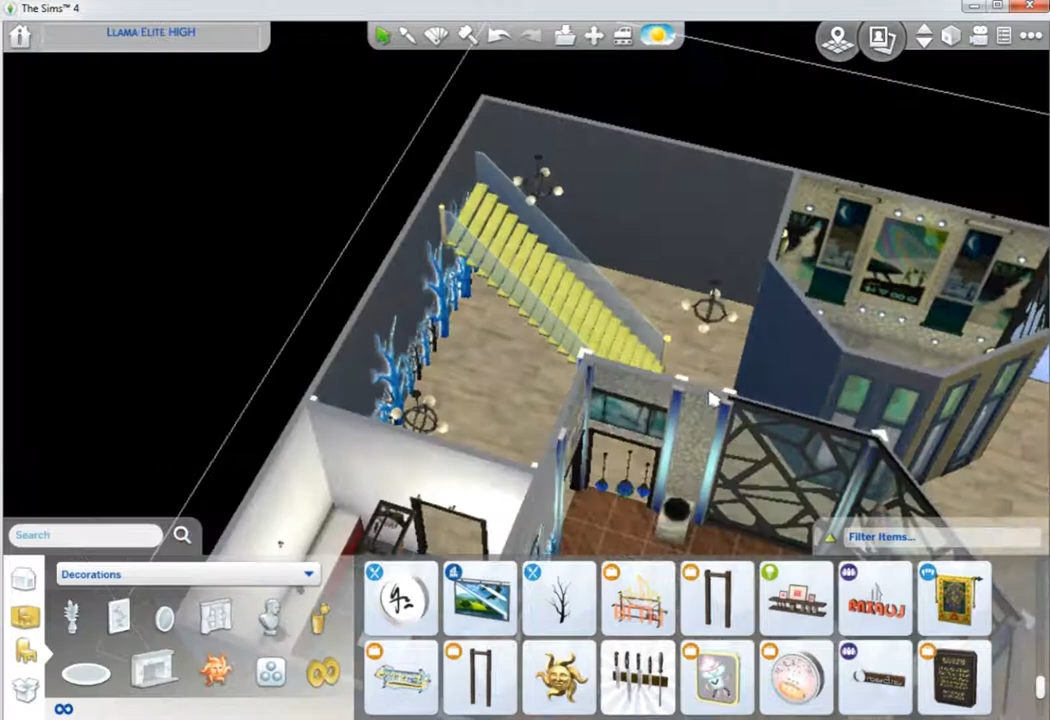 The Sims™ 4
LLAMA ELITE HIGH
Search
Filter Items...
Decorations